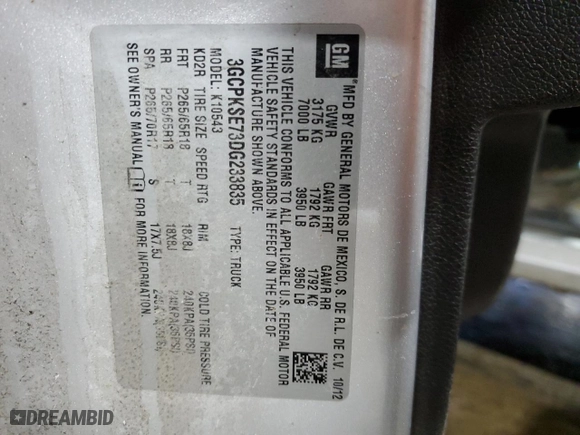 GM
MFD BY GENERAL MOTORS DE MEXICO, S. DE R.L. DE C.V. 10/12
GVWR GAWR FRT GAWR RR
3175 KG 1792 KG 1792 KG
7000 LB 3950 LB 3950 LB
THIS VEHICLE CONFORMS TO ALL APPLICABLE U.S. FEDERAL MOTOR
VEHICLE SAFETY STANDARDS IN EFFECT ON THE DATE OF
MANUFACTURE SHOWN ABOVE.
3GCPKSE73DG233835 TYPE: TRUCK
MODEL: K10543
KD2R TIRE SIZE SPEED RTG RIM COLD TIRE PRESSURE
FRT P265/65R18 T 18X8J 240KPA(35PSI)
RR P265/65R18 T 18X8J 240KPA(35PSI)
SPA P265/70R17 S 17X7.5J
SEE OWNER'S MANUAL FOR MORE INFORMATION.
DREAMBID